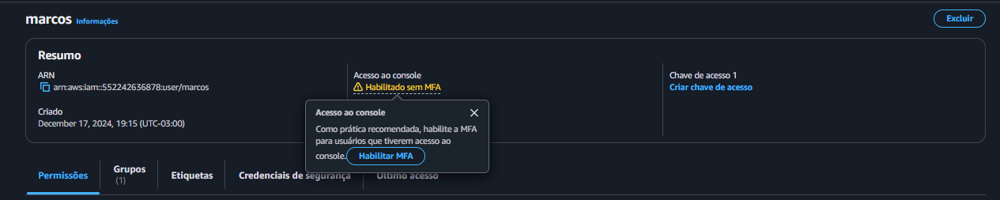 marcos Informações
Excluir
Resumo
ARN
arn:aws:iam::552242636878:user/marcos
Criado
December 17, 2024, 19:15 (UTC-03:00)
Acesso ao console
Habilitado sem MFA
Chave de acesso 1
Criar chave de acesso
Acesso ao console
Como prática recomendada, habilite a MFA
para usuários que tiverem acesso ao
console. Habilitar MFA
Permissões
Grupos
(1)
Etiquetas
Credenciais de segurança
Último acesso